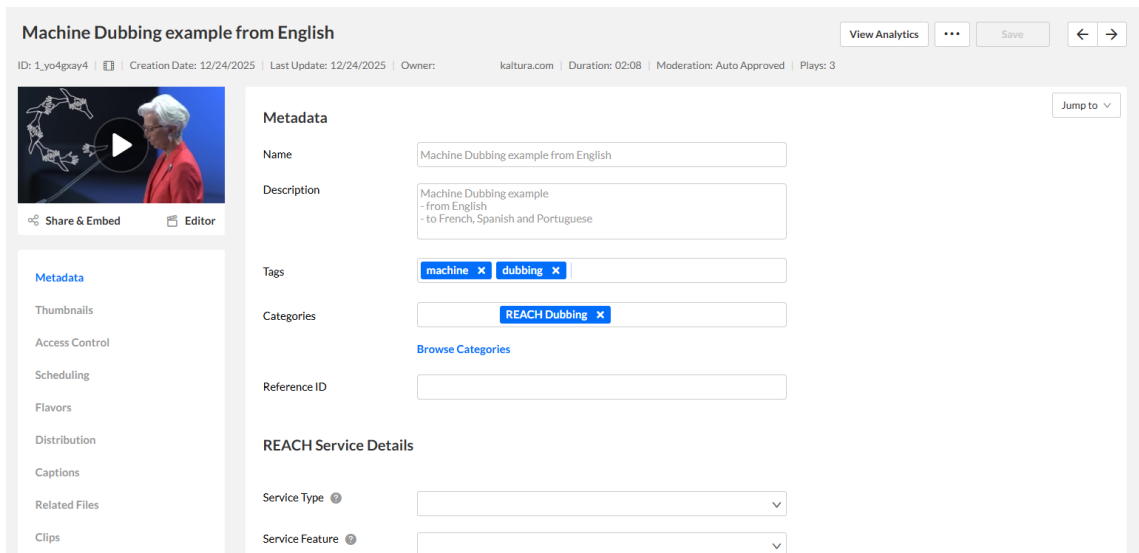 Machine Dubbing example from English
View Analytics
•••
Save
ID: 1_yo4gxay4 | Creation Date: 12/24/2025 | Last Update: 12/24/2025 | Owner: kaltura.com | Duration: 02:08 | Moderation: Auto Approved | Plays: 3
Share & Embed
Editor
Metadata
Thumbnails
Access Control
Scheduling
Flavors
Distribution
Captions
Related Files
Clips
Jump to
Metadata
Name
Machine Dubbing example from English
Description
Machine Dubbing example
- from English
- to French, Spanish and Portuguese
Tags
machine ×
dubbing ×
Categories
REACH Dubbing ×
Browse Categories
Reference ID
REACH Service Details
Service Type ?
Service Feature ?